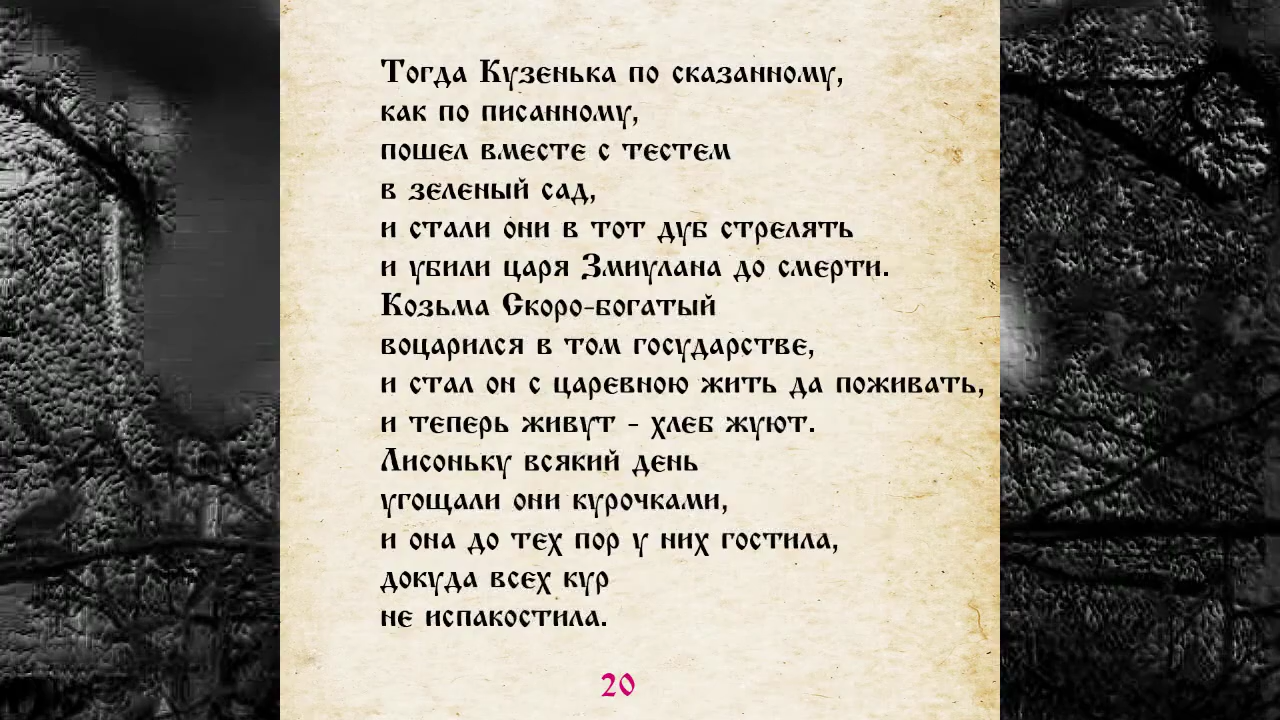 Тогда Кузенька по сказанному,
как по писанному,
пошел вместе с тестем
в зеленый сад,
и стали они в тот дуб стрелять
и убили царя Змиулана до смерти.
Козьма Скоро-богатый
воцарился в том государстве,
и стал он с царевною жить да поживать,
и теперь живут - хлеб жуют.
Лисоньку всякий день
угощали они курочками,
и она до тех пор у них гостила,
докуда всех кур
не испакостила.
20